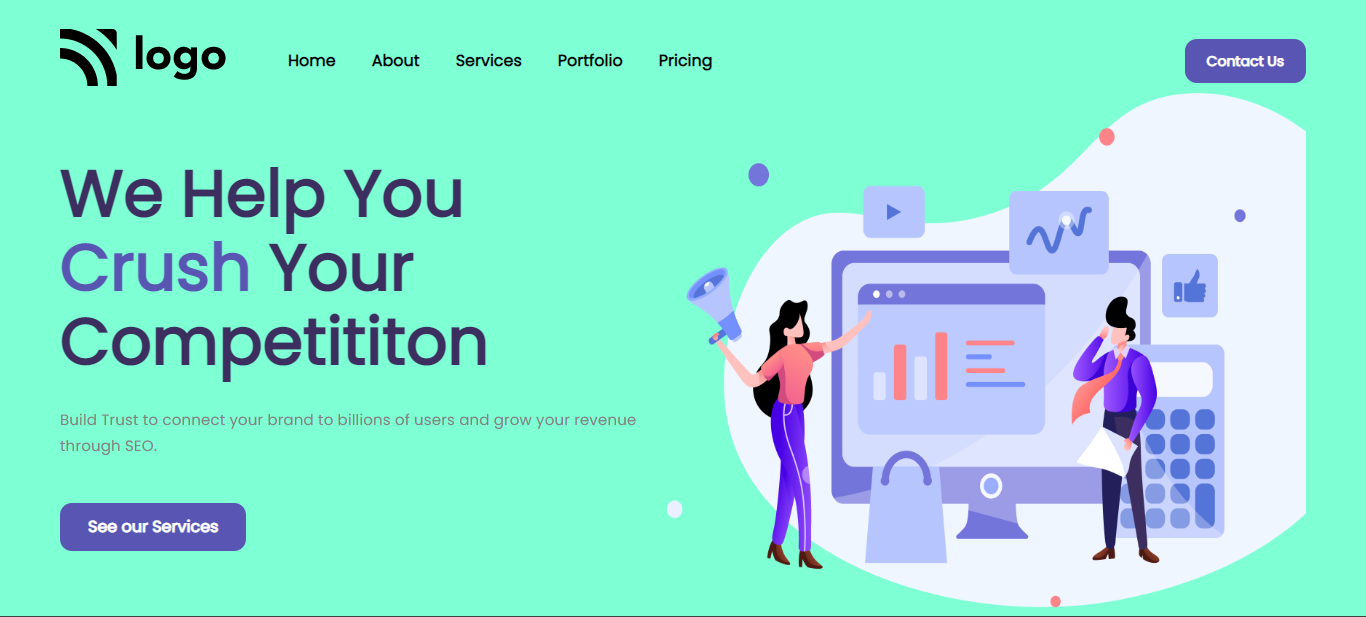 logo
Home About Services Portfolio Pricing
Contact Us
We Help You
Crush Your
Competititon
Build Trust to connect your brand to billions of users and grow your revenue
through SEO.
See our Services